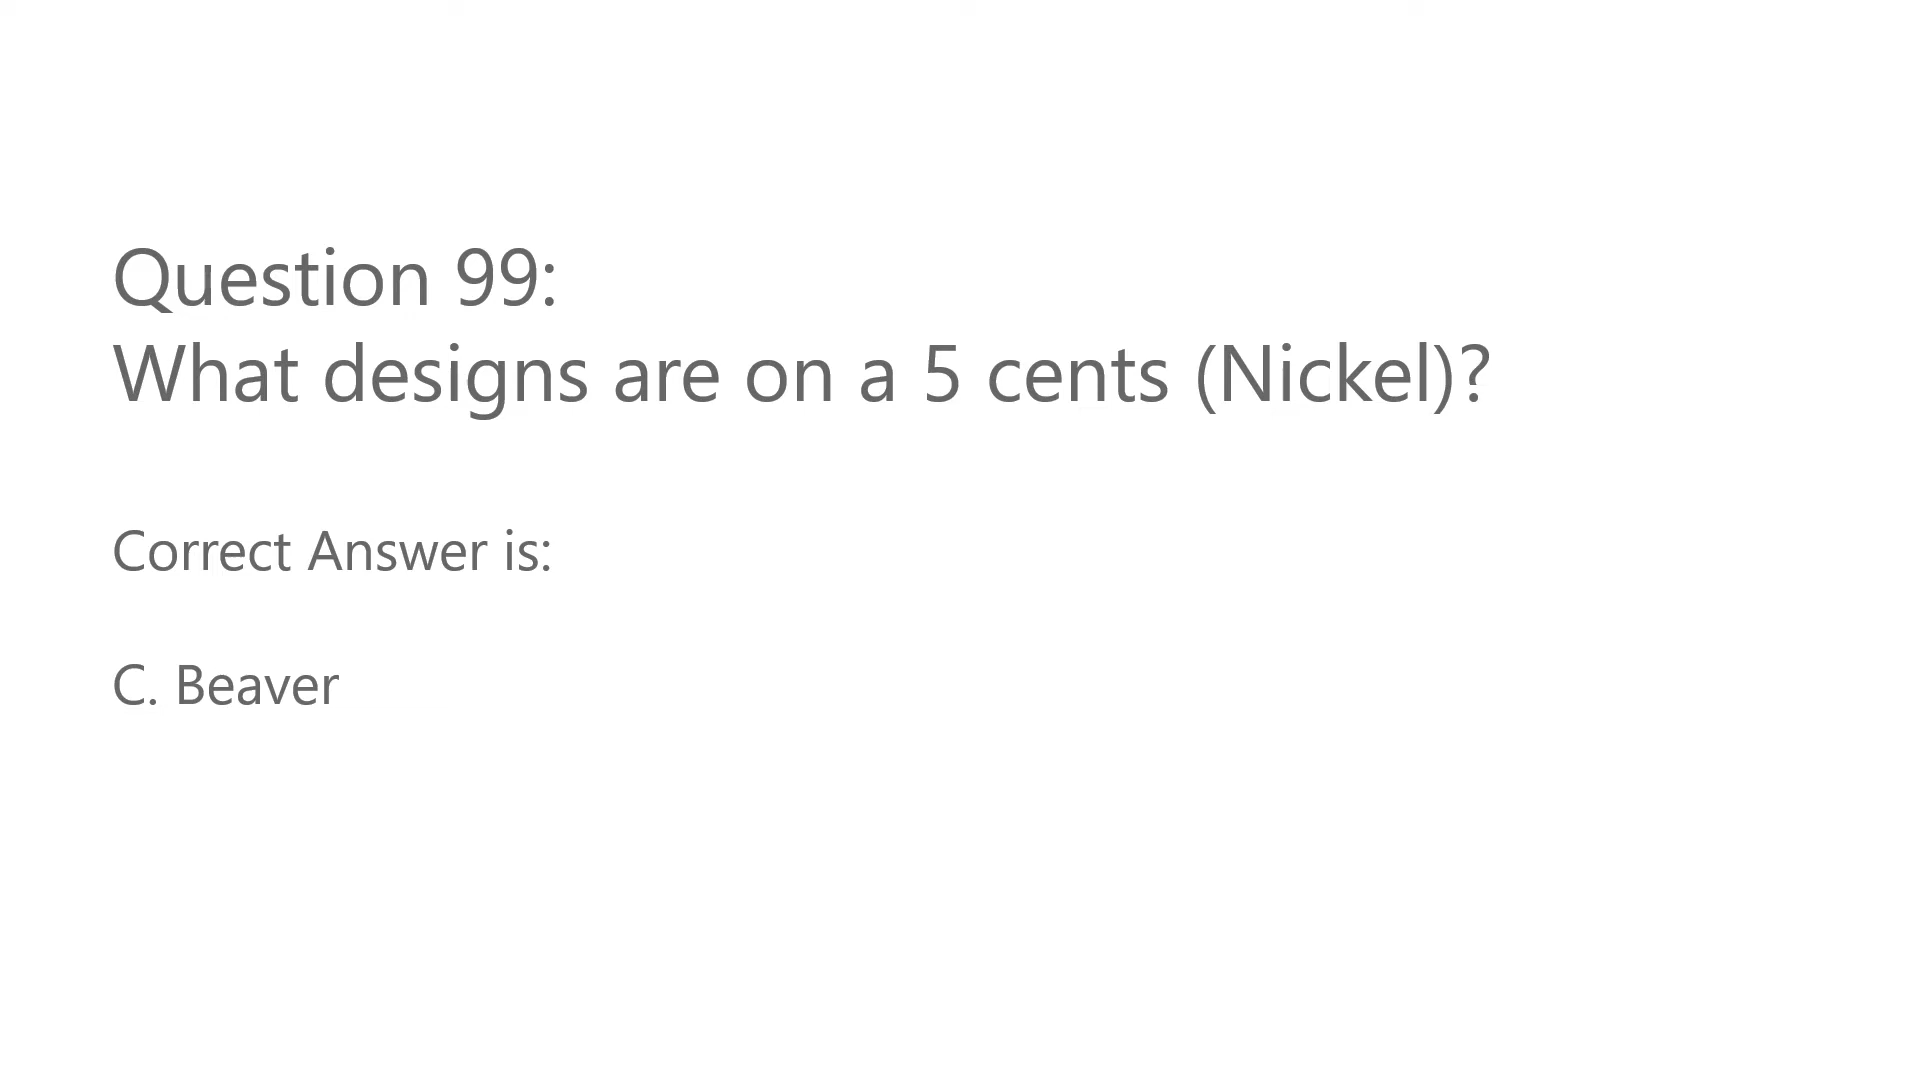 Question 99:
What designs are on a 5 cents (Nickel)?
Correct Answer is:
C. Beaver